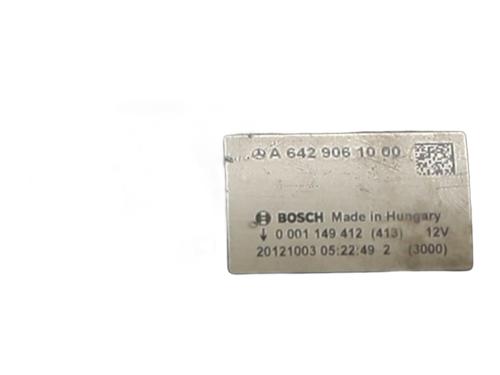 A 642 906 10 00
BOSCH Made in Hungary
↓ 0 001 149 412 (413) 12V
20121003 05:22:49 2 (3000)